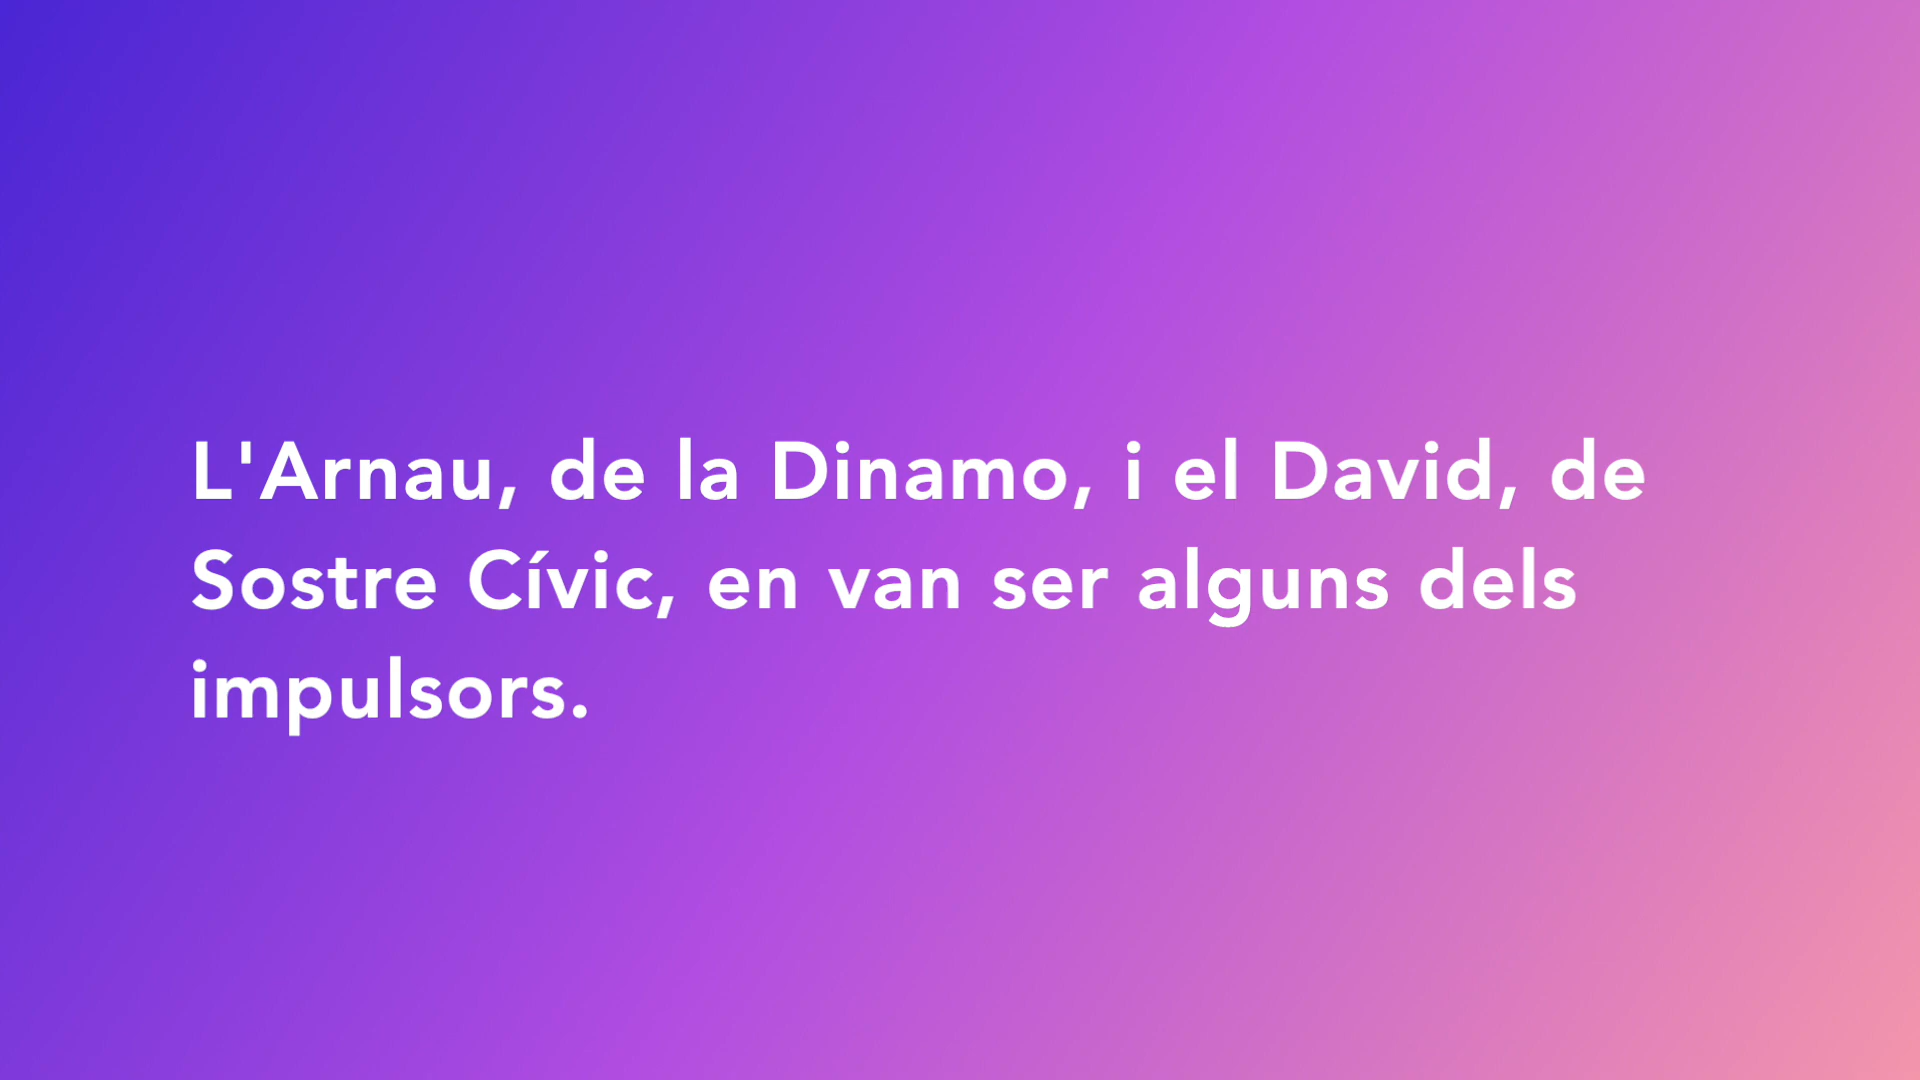 L'Arnau, de la Dinamo, i el David, de
Sostre Cívic, en van ser alguns dels
impulsors.